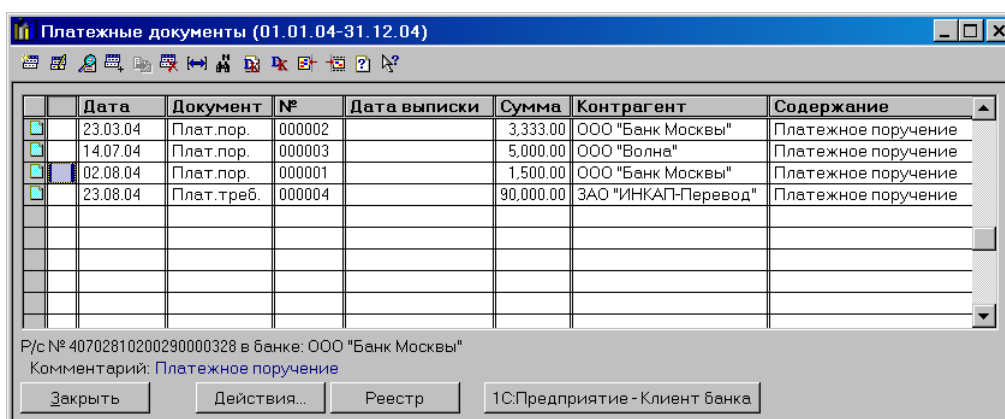 Платежные документы (01.01.04-31.12.04)
Дата Документ № Дата выписки Сумма Контрагент Содержание
23.03.04 Плат.пор. 000002 3,333.00 ООО "Банк Москвы" Платежное поручение
14.07.04 Плат.пор. 000003 5,000.00 ООО "Волна" Платежное поручение
02.08.04 Плат.пор. 000001 1,500.00 ООО "Банк Москвы" Платежное поручение
23.08.04 Плат.треб. 000004 90,000.00 ЗАО "ИНКАП-Перевод" Платежное поручение
Р/с № 40702810200290000328 в банке: ООО "Банк Москвы"
Комментарий: Платежное поручение
Закрыть Действия... Реестр 1С:Предприятие - Клиент банка